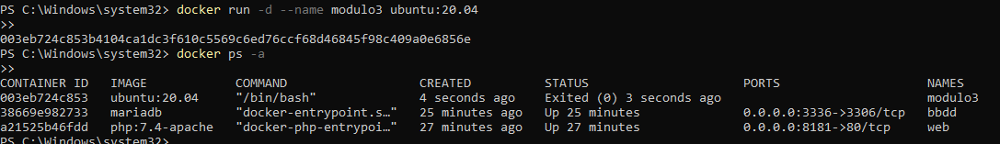 PS C:\Windows\system32> docker run -d --name modulo3 ubuntu:20.04
>>
003eb724c853b4104ca1dc3f610c5569c6ed76ccf68d46845f98c409a0e6856e
PS C:\Windows\system32> docker ps -a
>>
CONTAINER ID   IMAGE            COMMAND                  CREATED          STATUS                     PORTS                    NAMES
003eb724c853   ubuntu:20.04     "/bin/bash"              4 seconds ago    Exited (0) 3 seconds ago                            modulo3
38669e982733   mariadb          "docker-entrypoint.s…"   25 minutes ago   Up 25 minutes              0.0.0.0:3336->3306/tcp   bbdd
a21525b46fdd   php:7.4-apache   "docker-php-entrypoi…"   27 minutes ago   Up 27 minutes              0.0.0.0:8181->80/tcp     web
PS C:\Windows\system32>